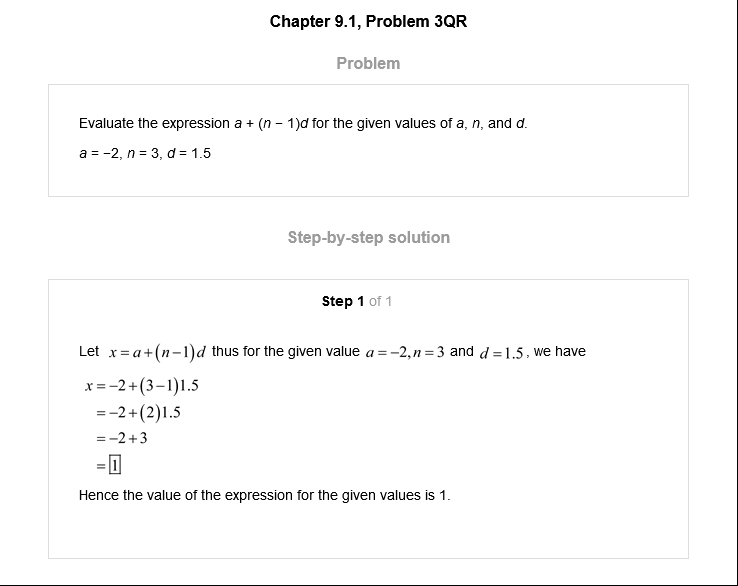 Chapter 9.1, Problem 3QR
Problem
Evaluate the expression a + (n − 1)d for the given values of a, n, and d.
a = −2, n = 3, d = 1.5
Step-by-step solution
Step 1 of 1
Let x = a + (n − 1)d thus for the given value a = −2, n = 3 and d = 1.5, we have
x = −2 + (3 − 1)1.5
= −2 + (2)1.5
= −2 + 3
= 1
Hence the value of the expression for the given values is 1.